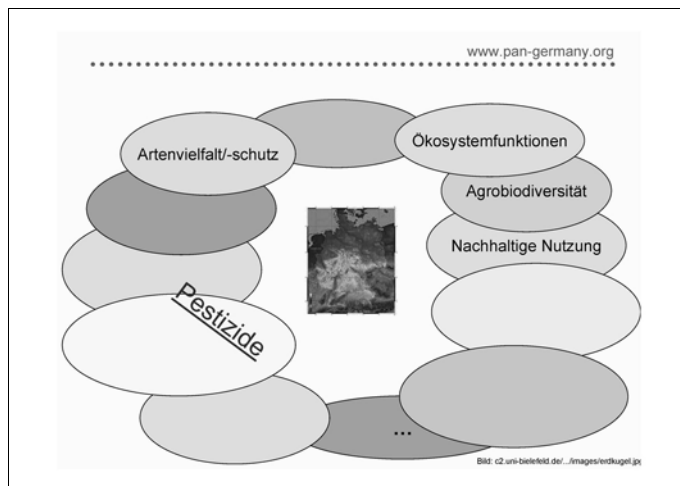 www.pan-germany.org
Artenvielfalt/-schutz
Ökosystemfunktionen
Agrobiodiversität
Nachhaltige Nutzung
Pestizide
...
Bild: c2.uni-bielefeld.de/.../images/erdkugel.jpg